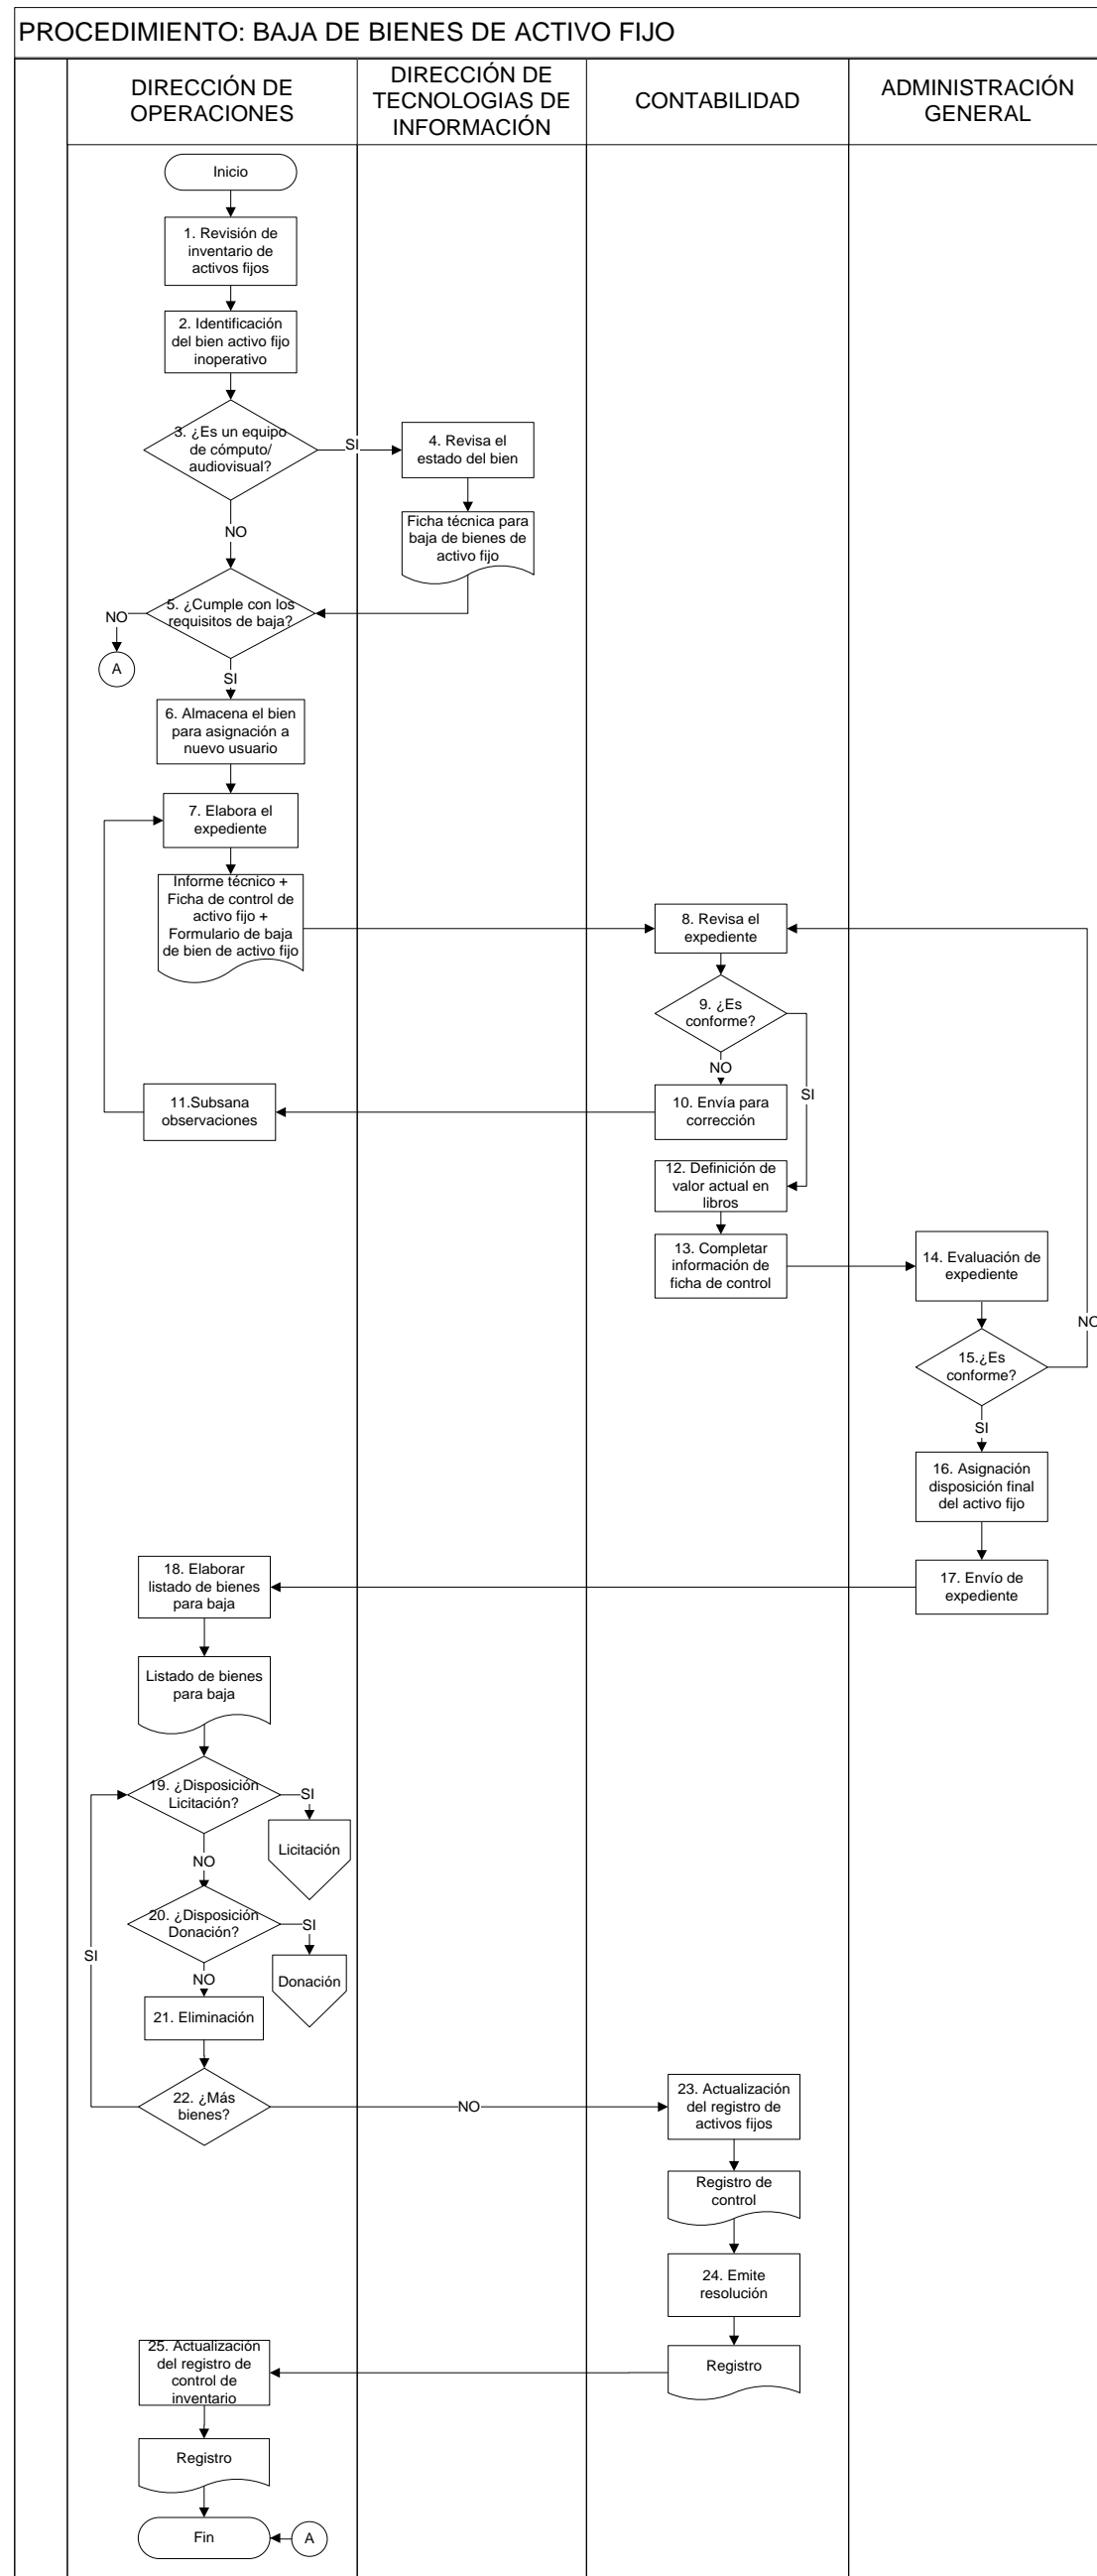 PROCEDIMIENTO: BAJA DE BIENES DE ACTIVO FIJO
DIRECCIÓN DE
OPERACIONES
DIRECCIÓN DE
TECNOLOGIAS DE
INFORMACIÓN
CONTABILIDAD
ADMINISTRACIÓN
GENERAL
Inicio
1. Revisión de
inventario de
activos fijos
2. Identificación
del bien activo fijo
inoperativo
3. ¿Es un equipo
de cómputo/
audiovisual?
SI
4. Revisa el
estado del bien
NO
Ficha técnica para
baja de bienes de
activo fijo
5. ¿Cumple con los
requisitos de baja?
NO
A
SI
6. Almacena el bien
para asignación a
nuevo usuario
7. Elabora el
expediente
Informe técnico +
Ficha de control de
activo fijo +
Formulario de baja
de bien de activo fijo
8. Revisa el
expediente
9. ¿Es
conforme?
NO
SI
10. Envía para
corrección
11.Subsana
observaciones
12. Definición de
valor actual en
libros
13. Completar
información de
ficha de control
14. Evaluación de
expediente
15.¿Es
conforme?
NO
SI
16. Asignación
disposición final
del activo fijo
17. Envío de
expediente
18. Elaborar
listado de bienes
para baja
Listado de bienes
para baja
19. ¿Disposición
Licitación?
SI
Licitación
NO
20. ¿Disposición
Donación?
SI
Donación
NO
21. Eliminación
SI
22. ¿Más
bienes?
NO
23. Actualización
del registro de
activos fijos
Registro de
control
24. Emite
resolución
Registro
25. Actualización
del registro de
control de
inventario
Registro
Fin
A